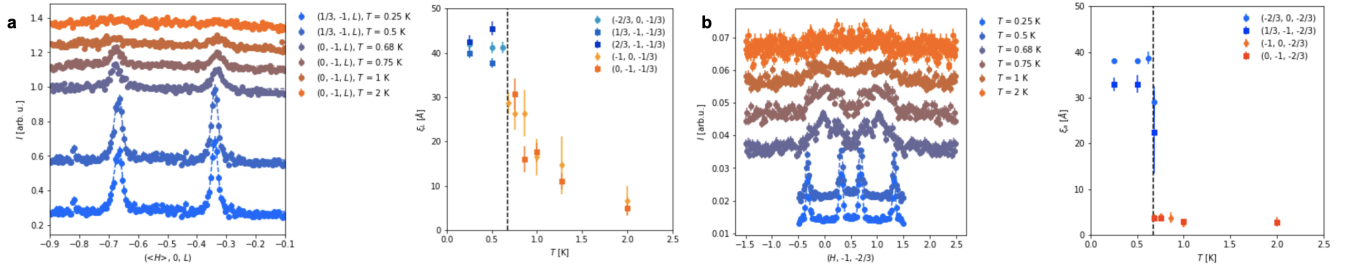 a
I [arb. u.]
1.4
1.2
1.0
0.8
0.6
0.4
0.2
−0.9 −0.8 −0.7 −0.6 −0.5 −0.4 −0.3 −0.2 −0.1
(<H>, 0, L)
(1/3, -1, L), T = 0.25 K
(1/3, -1, L), T = 0.5 K
(0, -1, L), T = 0.68 K
(0, -1, L), T = 0.75 K
(0, -1, L), T = 1 K
(0, -1, L), T = 2 K
50
40
30
20
10
0
0.0 0.5 1.0 1.5 2.0 2.5
T [K]
(-2/3, 0, -1/3)
(1/3, -1, -1/3)
(2/3, -1, -1/3)
(-1, 0, -1/3)
(0, -1, -1/3)
b
I [arb.u.]
0.07
0.06
0.05
0.04
0.03
0.02
0.01
−1.5 −1.0 −0.5 0.0 0.5 1.0 1.5 2.0 2.5
(H, -1, -2/3)
T = 0.25 K
T = 0.5 K
T = 0.68 K
T = 0.75 K
T = 1 K
T = 2 K
50
40
30
20
10
0
0.0 0.5 1.0 1.5 2.0 2.5
T [K]
(-2/3, 0, -2/3)
(1/3, -1, -2/3)
(-1, 0, -2/3)
(0, -1, -2/3)